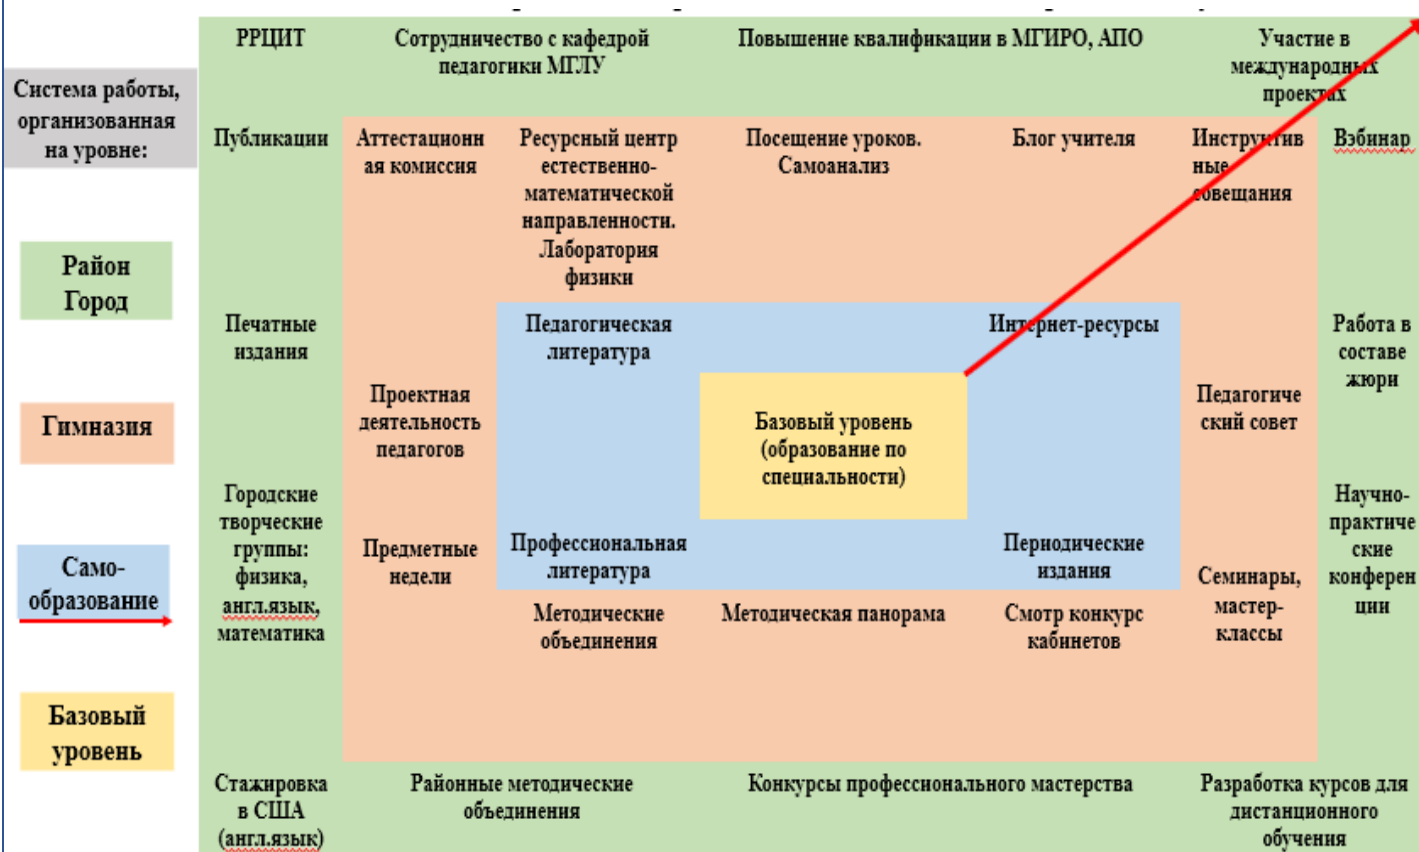 РРЦИТ
Сотрудничество с кафедрой
педагогики МГЛУ
Повышение квалификации в МГИРО, АПО
Участие в
международных
проектах
Система работы,
организованная
на уровне:
Публикации
Аттестационн
ая комиссия
Ресурсный центр
естественно-
математической
направленности.
Лаборатория
физики
Посещение уроков.
Самоанализ
Блог учителя
Инструктив
ные
совещания
Вэбинар
Район
Город
Печатные
издания
Педагогическая
литература
Интернет-ресурсы
Работа в
составе
жюри
Гимназия
Проектная
деятельность
педагогов
Базовый уровень
(образование по
специальности)
Педагогиче
ский совет
Городские
творческие
группы:
физика,
англ.язык,
математика
Предметные
недели
Профессиональная
литература
Периодические
издания
Семинары,
мастер-
классы
Научно-
практиче
ские
конферен
ции
Само-
образование
Методические
объединения
Методическая панорама
Смотр конкурс
кабинетов
Базовый
уровень
Стажировка
в США
(англ.язык)
Районные методические
объединения
Конкурсы профессионального мастерства
Разработка курсов для
дистанционного
обучения